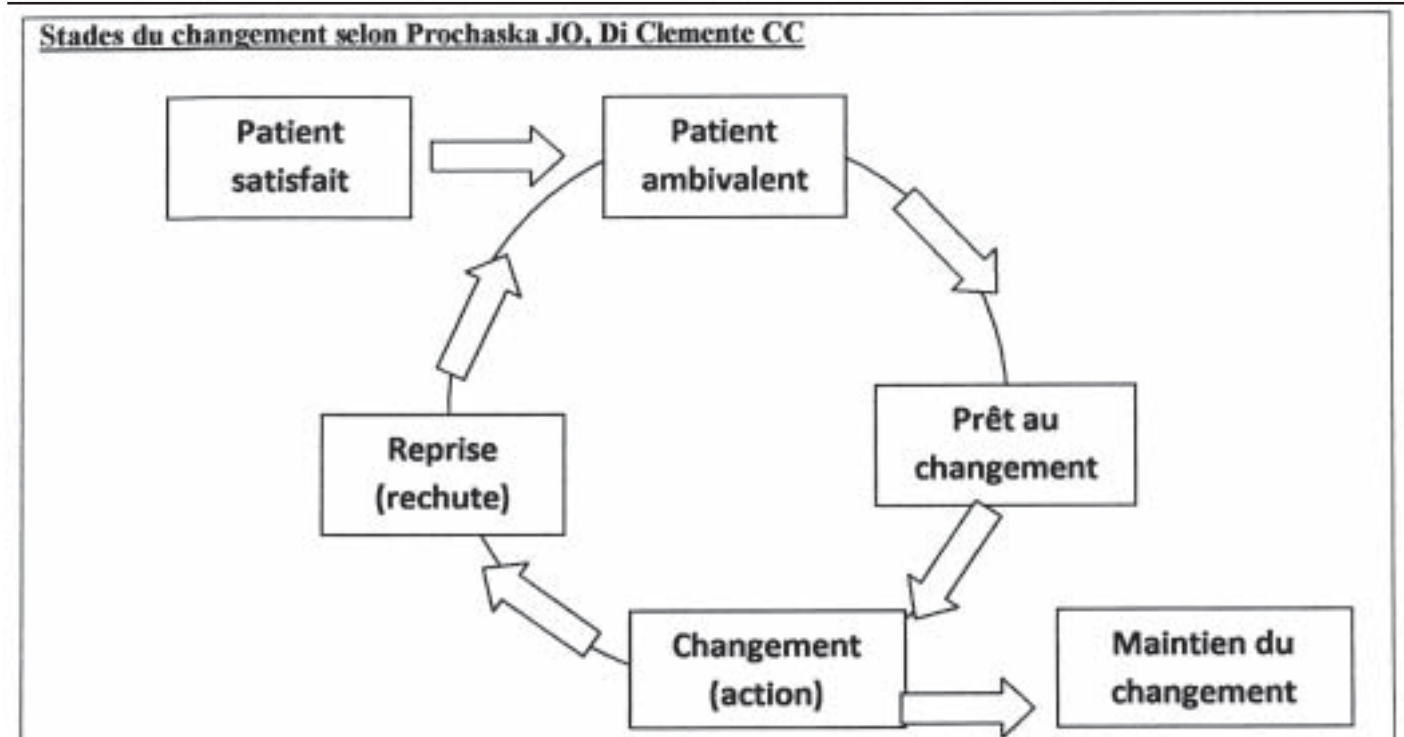 Stades du changement selon Prochaska JO, Di Clemente CC
Patient
satisfait
Patient
ambivalent
Prêt au
changement
Changement
(action)
Maintien du
changement
Reprise
(rechute)